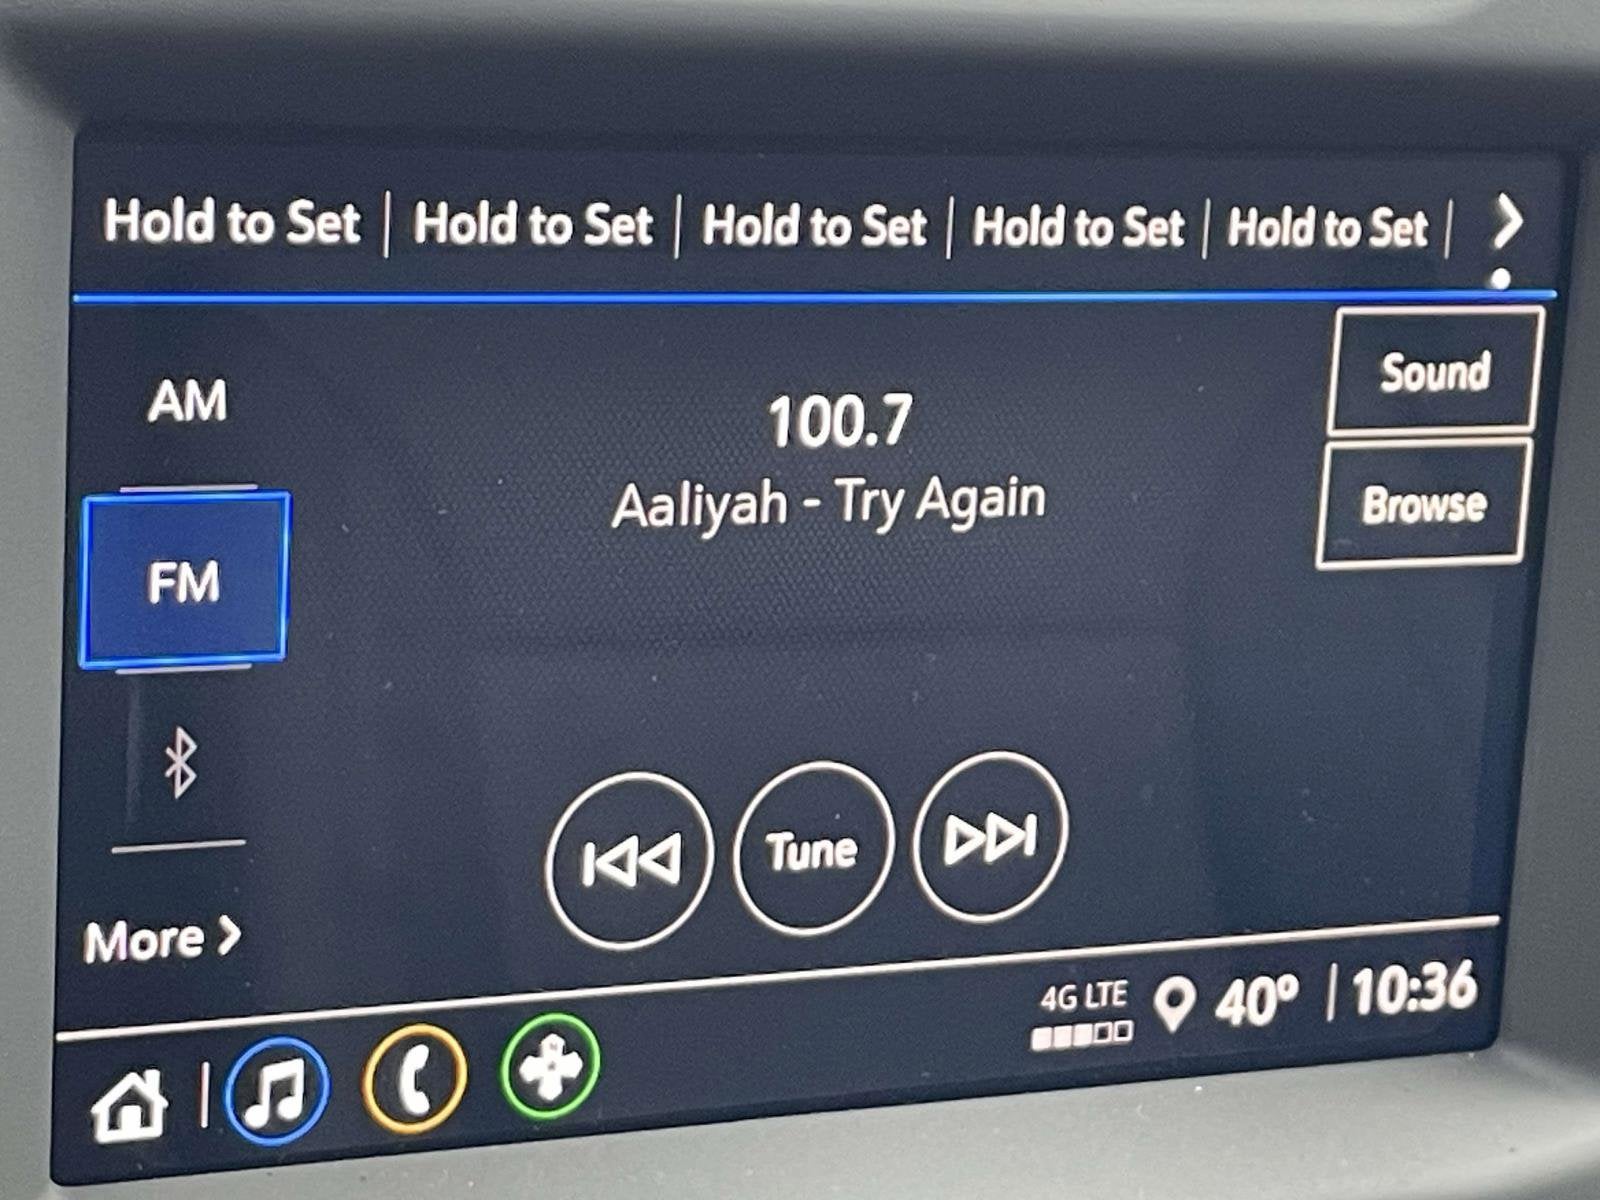 Hold to Set | Hold to Set | Hold to Set | Hold to Set | Hold to Set |
AM
FM
More
100.7
Aaliyah - Try Again
Sound
Browse
Tune
4G LTE
40° | 10:36